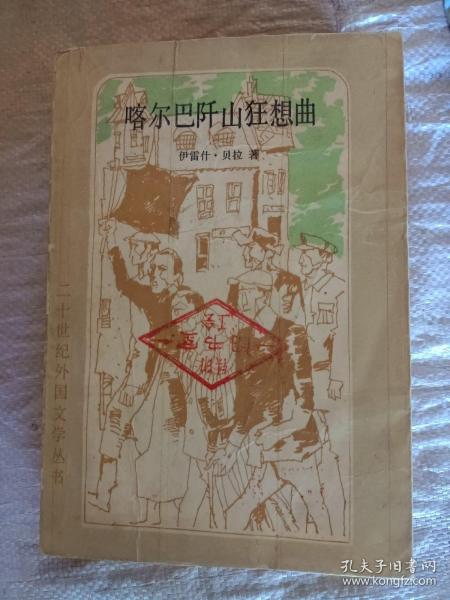 喀尔巴阡山狂想曲
伊雷什·贝拉 著
二十世纪外国文学丛书
孔夫子旧书网
www.kongfz.com